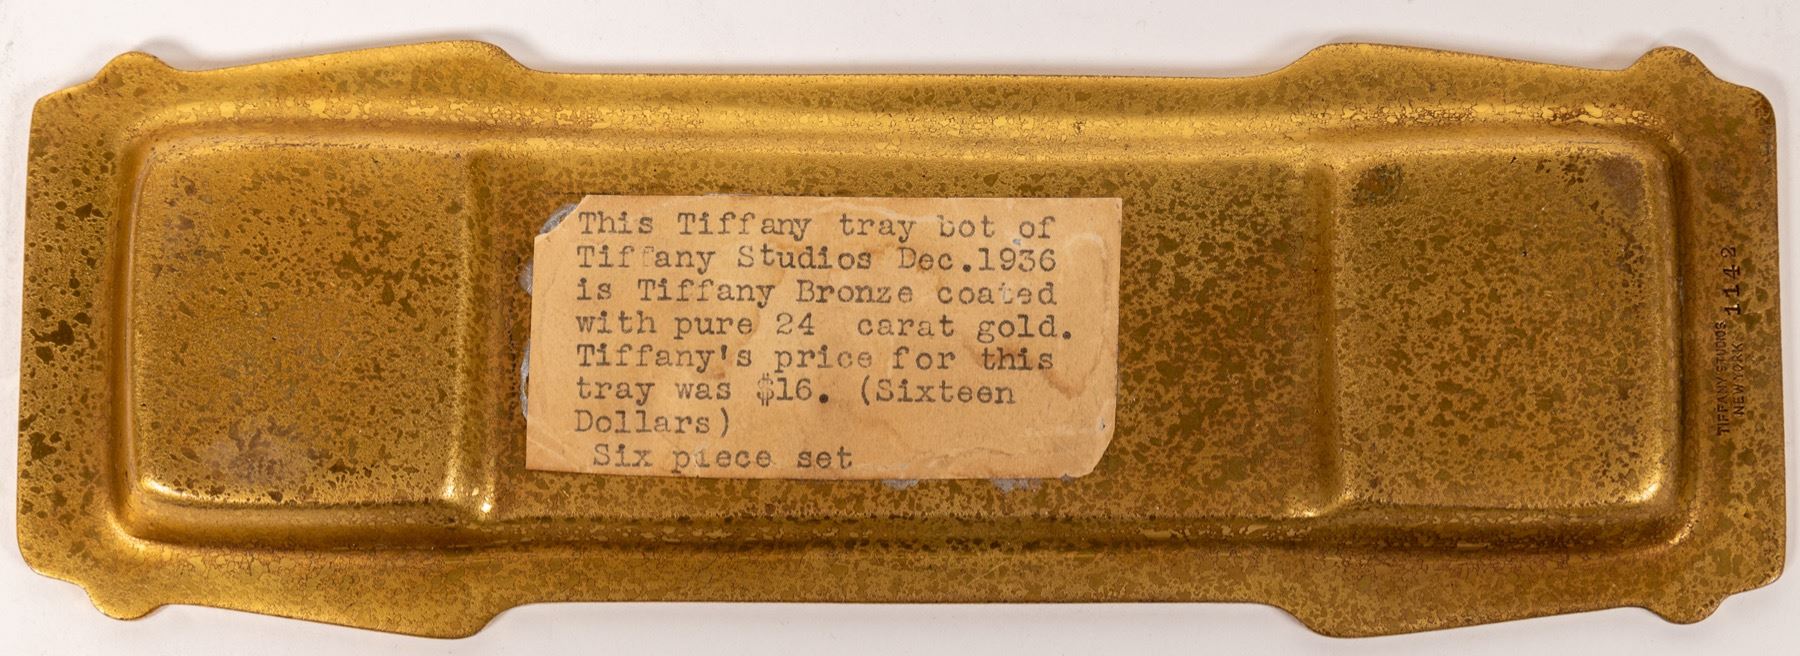 This Tiffany tray bot of
Tiffany Studios Dec.1936
is Tiffany Bronze coated
with pure 24 carat gold.
Tiffany's price for this
tray was $16. (Sixteen
Dollars)
Six piece set
TIFFANY STUDIOS
NEW YORK
1142